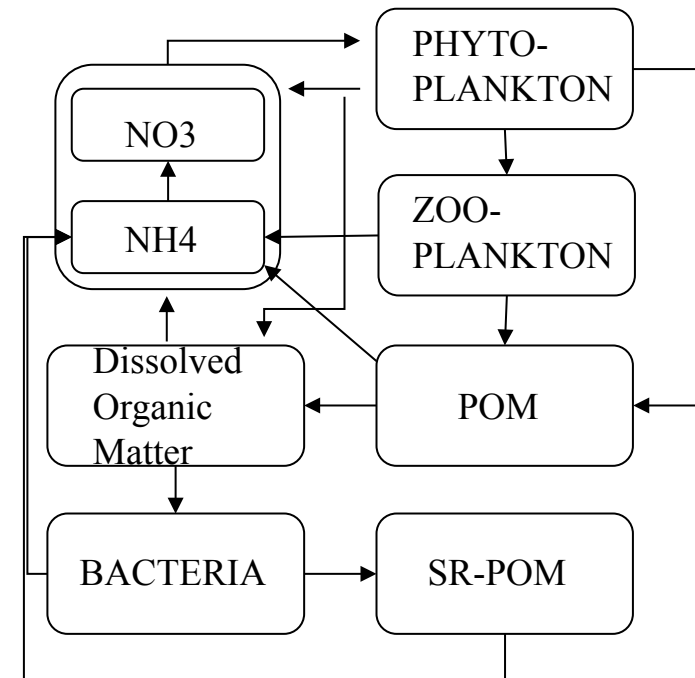 PHYTO-
PLANKTON
NO3
NH4
ZOO-
PLANKTON
Dissolved
Organic
Matter
POM
BACTERIA
SR-POM